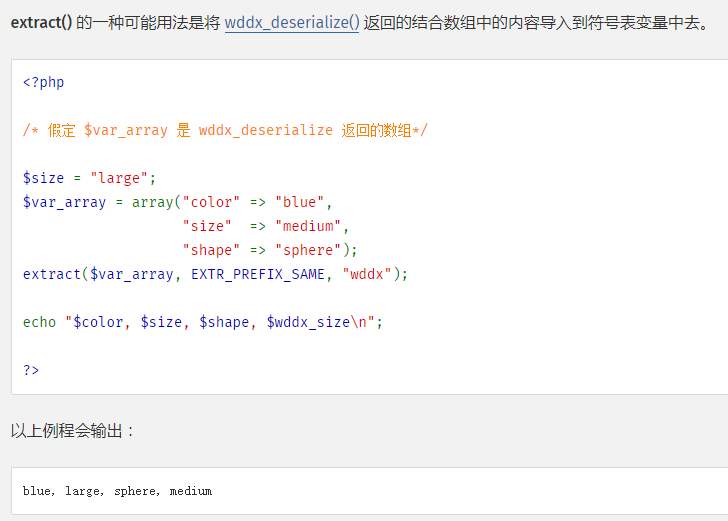 extract() 的一种可能用法是将 wddx_deserialize() 返回的结合数组中的内容导入到符号表变量中去。
<?php
/* 假定 $var_array 是 wddx_deserialize 返回的数组*/
$size = "large";
$var_array = array("color" => "blue",
                   "size"  => "medium",
                   "shape" => "sphere");
extract($var_array, EXTR_PREFIX_SAME, "wddx");
echo "$color, $size, $shape, $wddx_size\n";
?>
以上例程会输出：
blue, large, sphere, medium